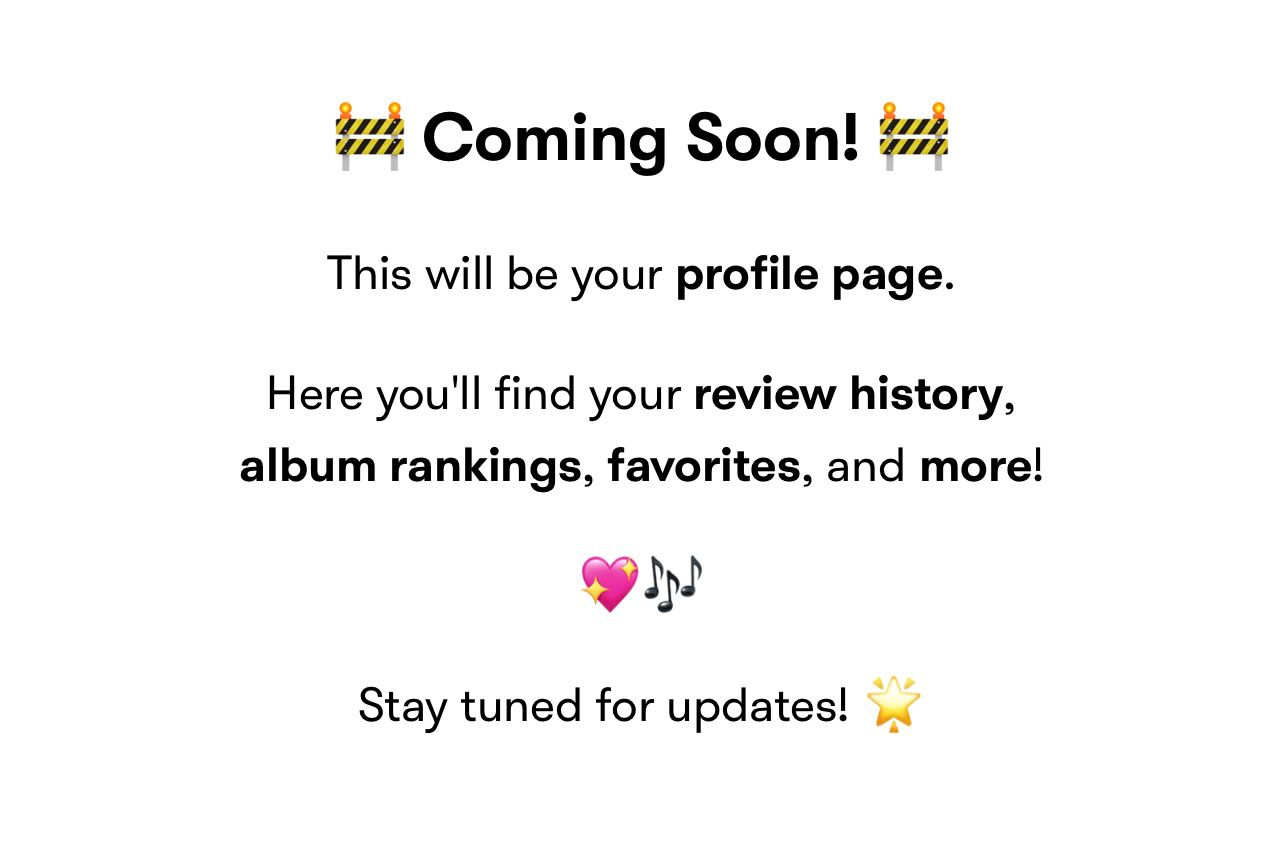 🚧 Coming Soon! 🚧
This will be your profile page.
Here you'll find your review history,
album rankings, favorites, and more!
💖🎶
Stay tuned for updates! 🌟